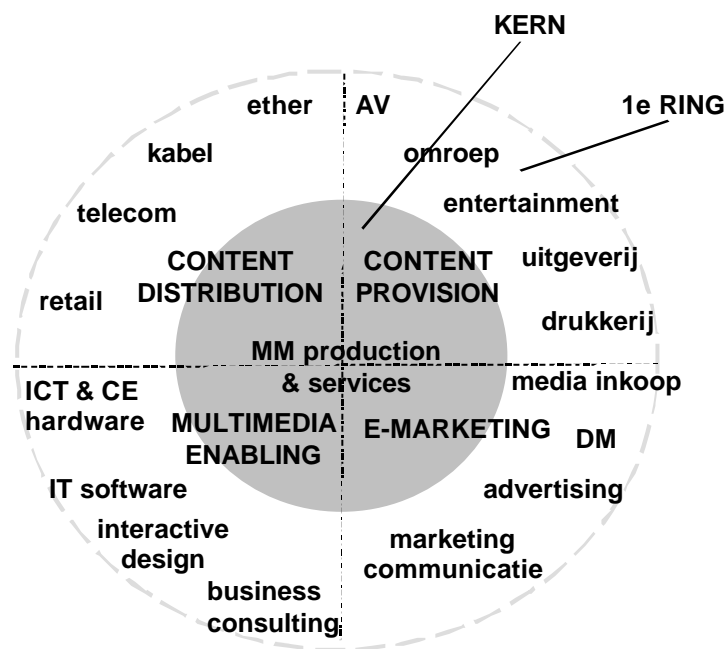 KERN
1e RING
ether
AV
kabel
omroep
telecom
entertainment
CONTENT
DISTRIBUTION
CONTENT
PROVISION
uitgeverij
retail
drukkerij
MM production
& services
ICT & CE
hardware
media inkoop
MULTIMEDIA
ENABLING
E-MARKETING
DM
IT software
advertising
interactive
design
marketing
communicatie
business
consulting